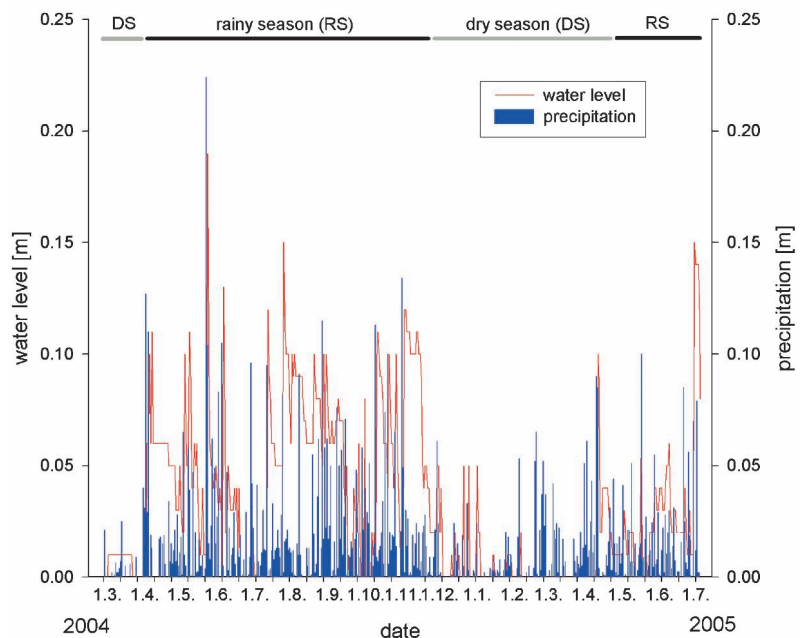 DS rainy season (RS) dry season (DS) RS
0.25 0.25
water level
precipitation
0.20 0.20
0.15 0.15
water level [m]
precipitation [m]
0.10 0.10
0.05 0.05
0.00 0.00
1.3. 1.4. 1.5. 1.6. 1.7. 1.8. 1.9. 1.10. 1.11. 1.12. 1.1. 1.2. 1.3. 1.4. 1.5. 1.6. 1.7.
2004 date 2005